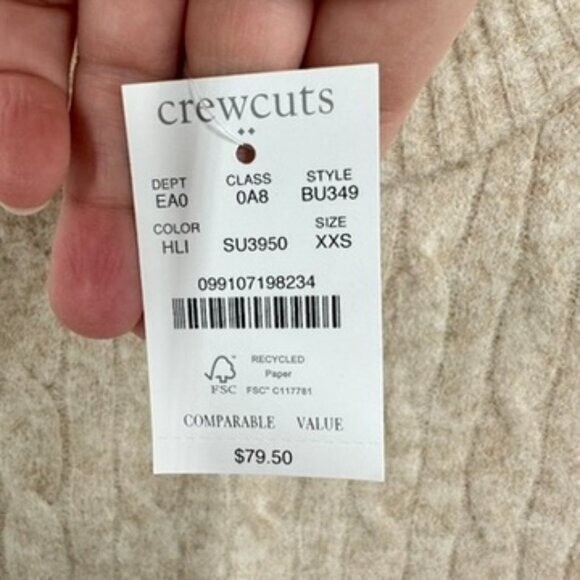 crewcuts
DEPT CLASS STYLE
EA0 0A8 BU349
COLOR SIZE
HLI SU3950 XXS
099107198234
RECYCLED
Paper
FSC FSC® C117781
COMPARABLE VALUE
$79.50